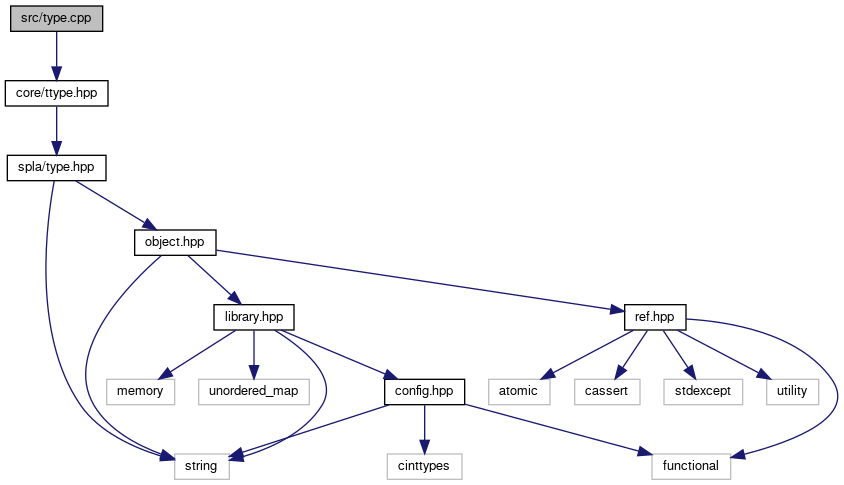 src/type.cpp
core/ttype.hpp
spla/type.hpp
object.hpp
library.hpp
ref.hpp
memory
unordered_map
config.hpp
atomic
cassert
stdexcept
utility
string
cinttypes
functional